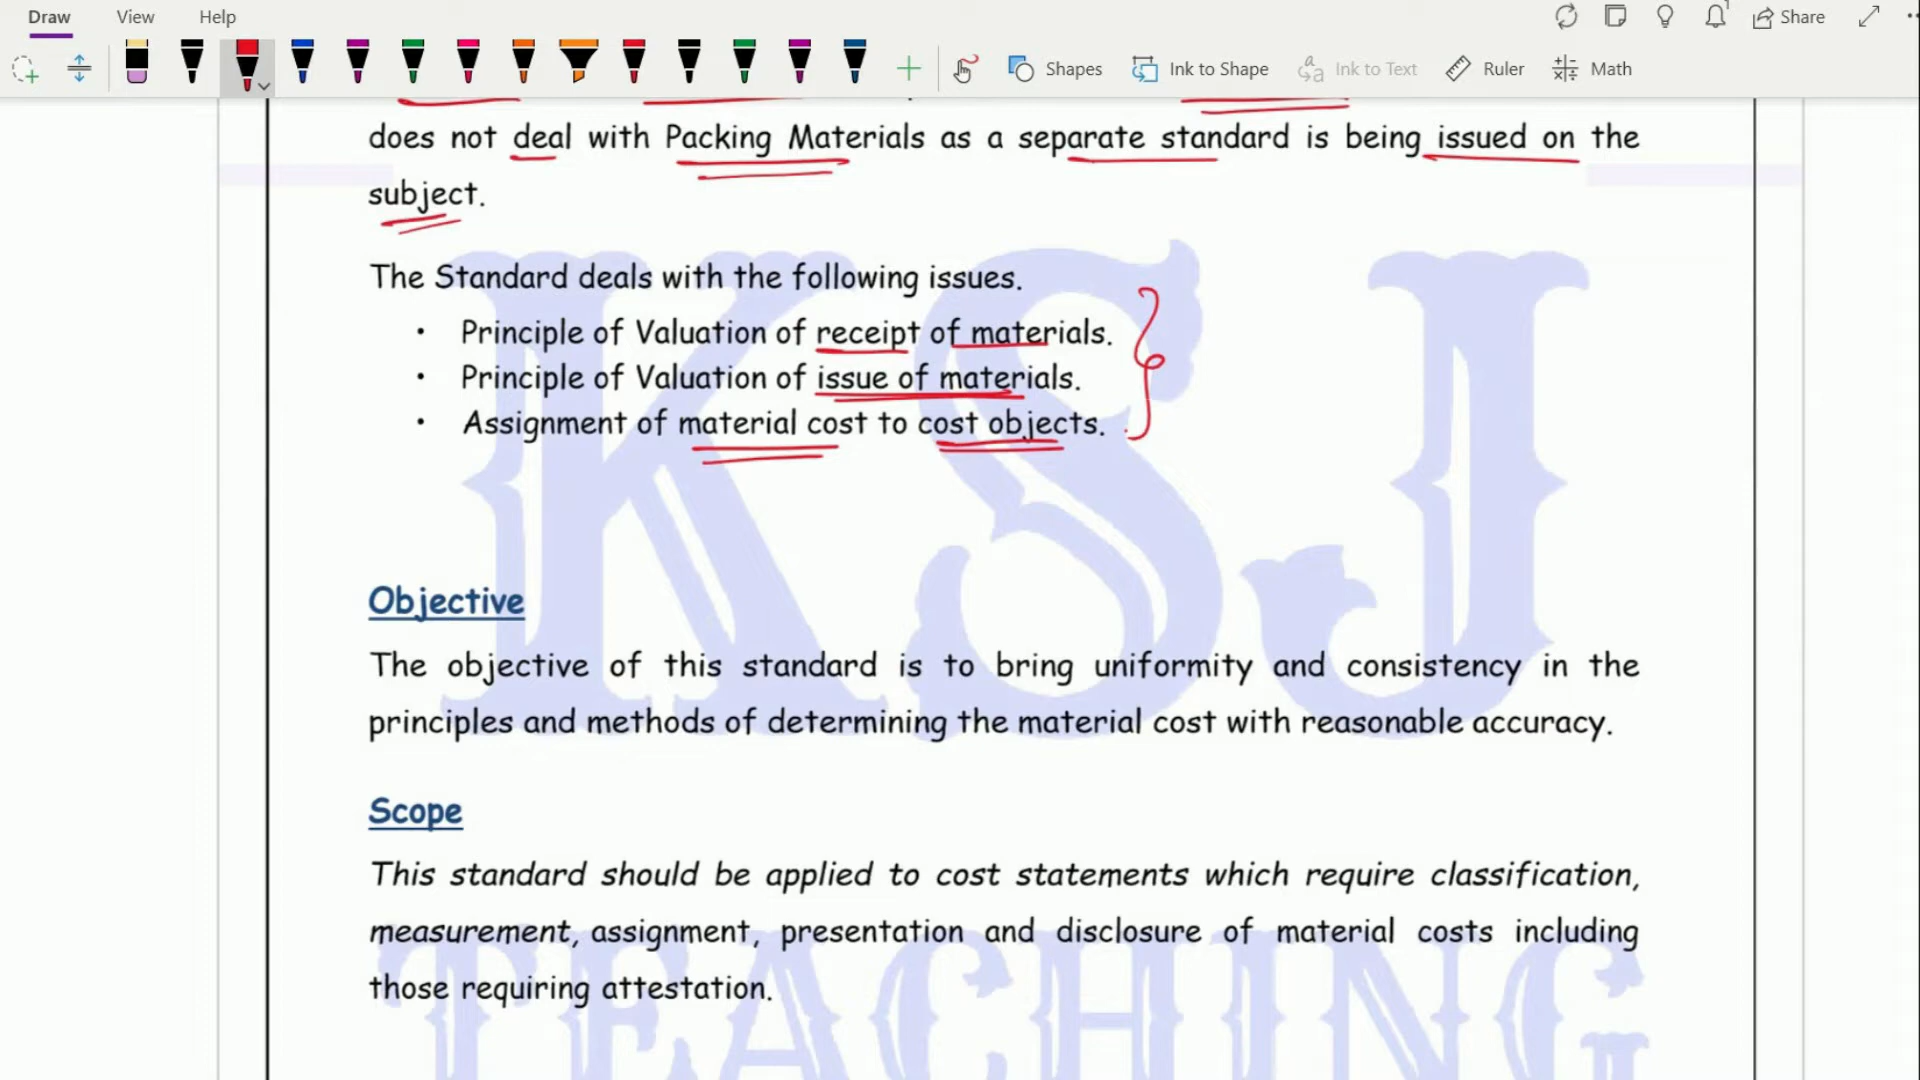 Draw View Help Share
Shapes Ink to Shape Ink to Text Ruler Math
does not deal with Packing Materials as a separate standard is being issued on the
subject.
The Standard deals with the following issues.
• Principle of Valuation of receipt of materials.
• Principle of Valuation of issue of materials.
• Assignment of material cost to cost objects.
Objective
The objective of this standard is to bring uniformity and consistency in the
principles and methods of determining the material cost with reasonable accuracy.
Scope
This standard should be applied to cost statements which require classification,
measurement, assignment, presentation and disclosure of material costs including
those requiring attestation.
KSJ
TEACHING